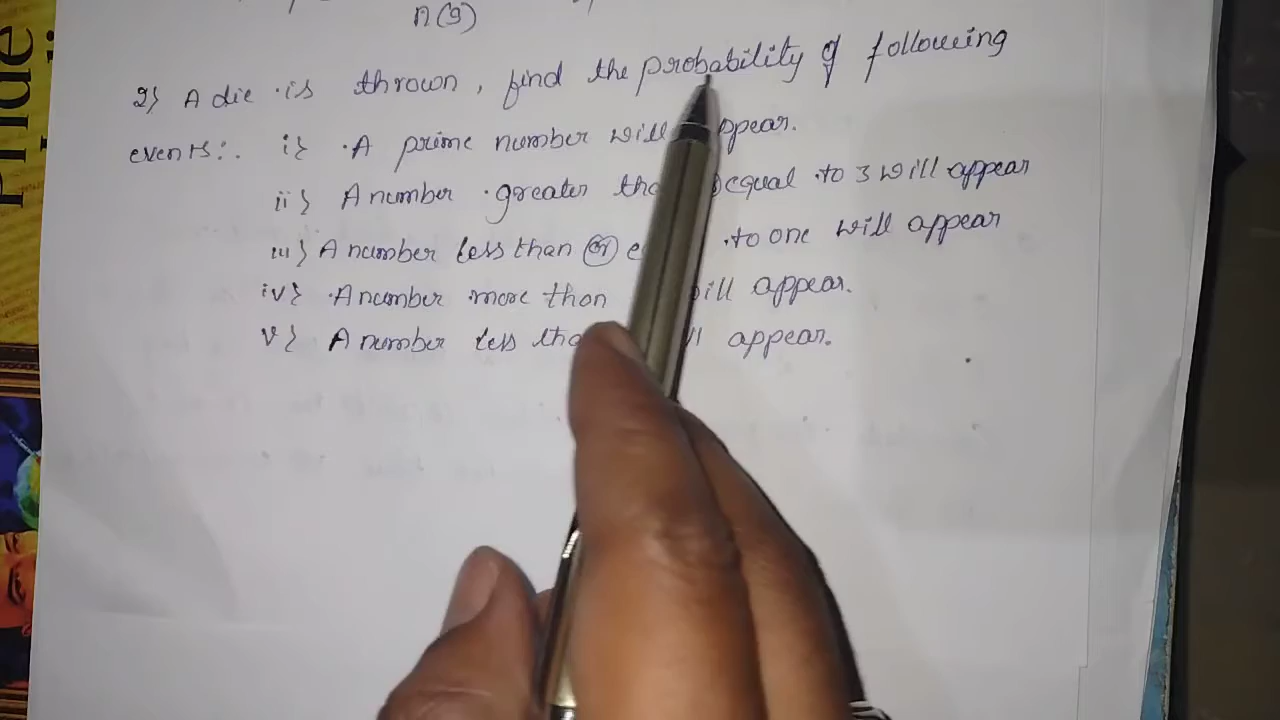 n(S)
2} A die is thrown, find the probability of following
events:. i} A prime number will appear.
ii} A number greater equal to 3 will appear
iii} A number less than or to one will appear
iv} A number more than will appear.
v} A number less appear.